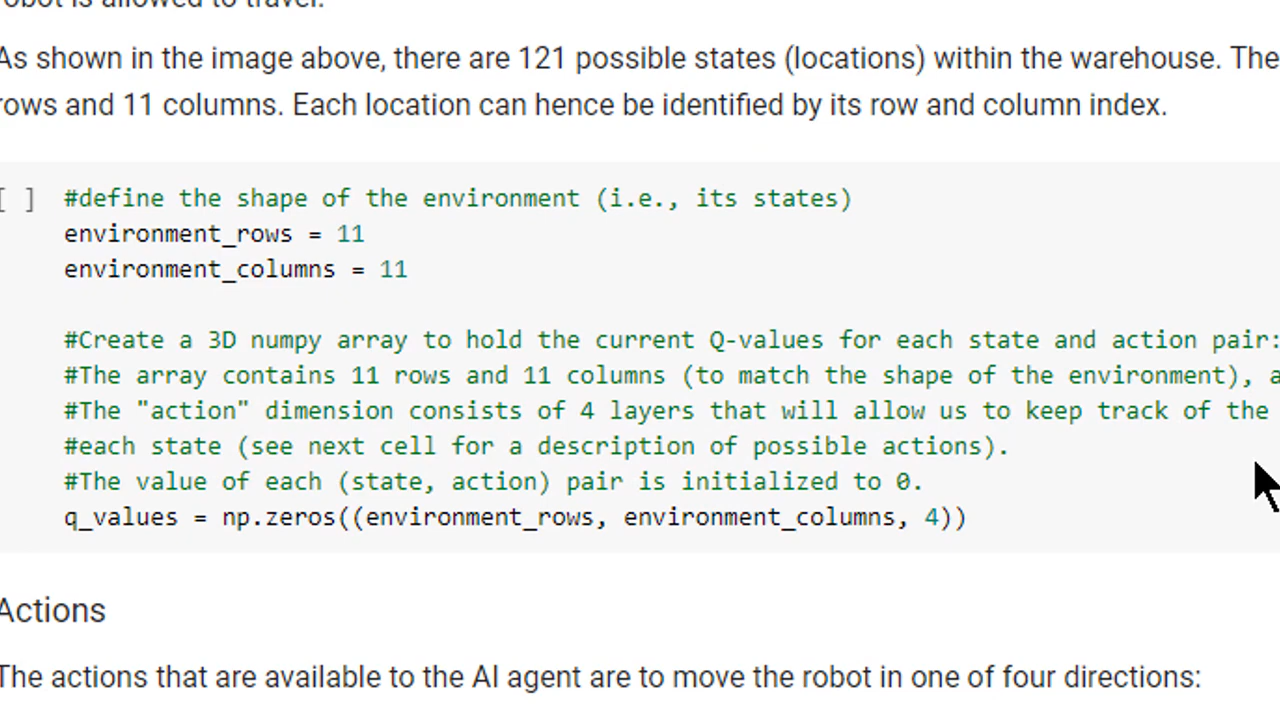 robot is allowed to travel.
As shown in the image above, there are 121 possible states (locations) within the warehouse. The
rows and 11 columns. Each location can hence be identified by its row and column index.
[ ] #define the shape of the environment (i.e., its states)
environment_rows = 11
environment_columns = 11
#Create a 3D numpy array to hold the current Q-values for each state and action pair:
#The array contains 11 rows and 11 columns (to match the shape of the environment), a
#The "action" dimension consists of 4 layers that will allow us to keep track of the
#each state (see next cell for a description of possible actions).
#The value of each (state, action) pair is initialized to 0.
q_values = np.zeros((environment_rows, environment_columns, 4))
Actions
The actions that are available to the AI agent are to move the robot in one of four directions: